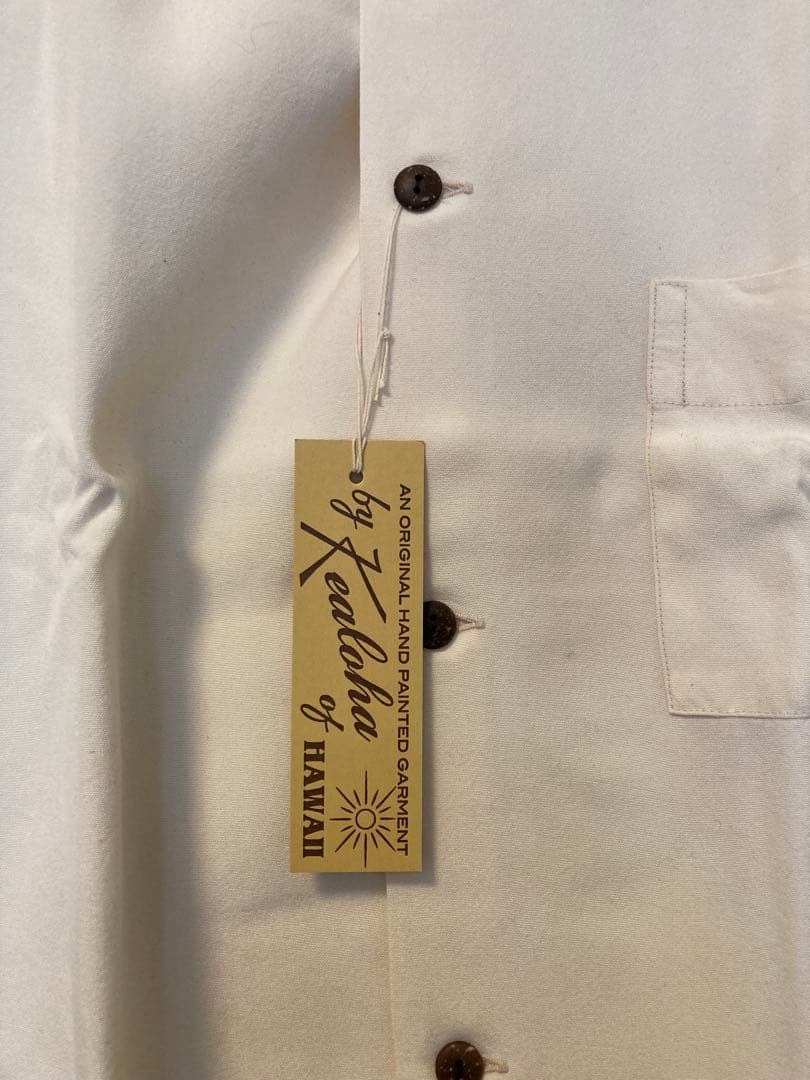 AN ORIGINAL HAND PAINTED GARMENT
by Kealoha
of HAWAII